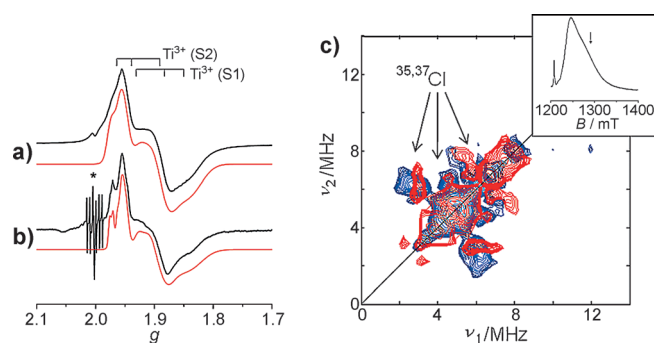 Ti³⁺ (S2)
Ti³⁺ (S1)
a)
*
b)
2.1 2.0 1.9 1.8 1.7
g
c)
³⁵,³⁷Cl
12
8
4
0
ν₂/MHz
0 4 8 12
ν₁/MHz
1200 1300 1400
B / mT